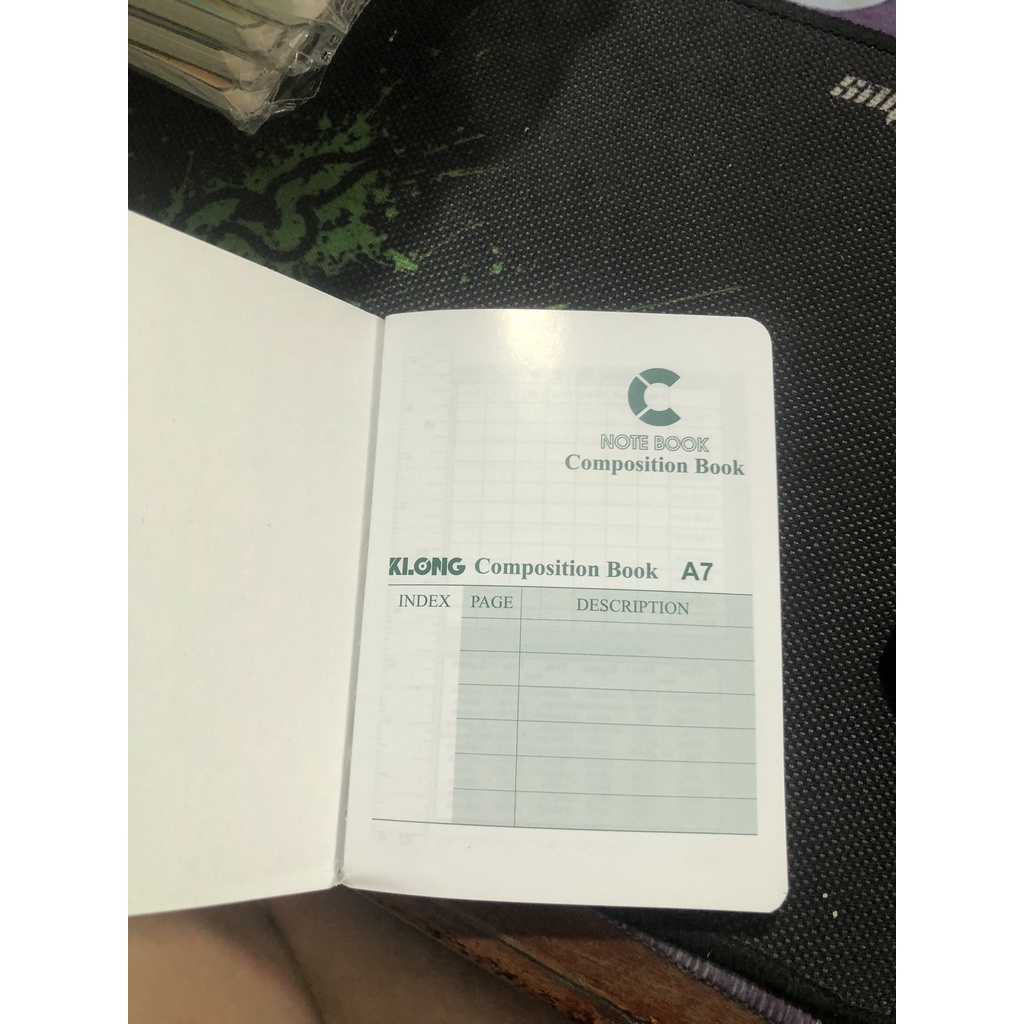 NOTE BOOK
Composition Book
KLONG Composition Book A7
INDEX PAGE DESCRIPTION